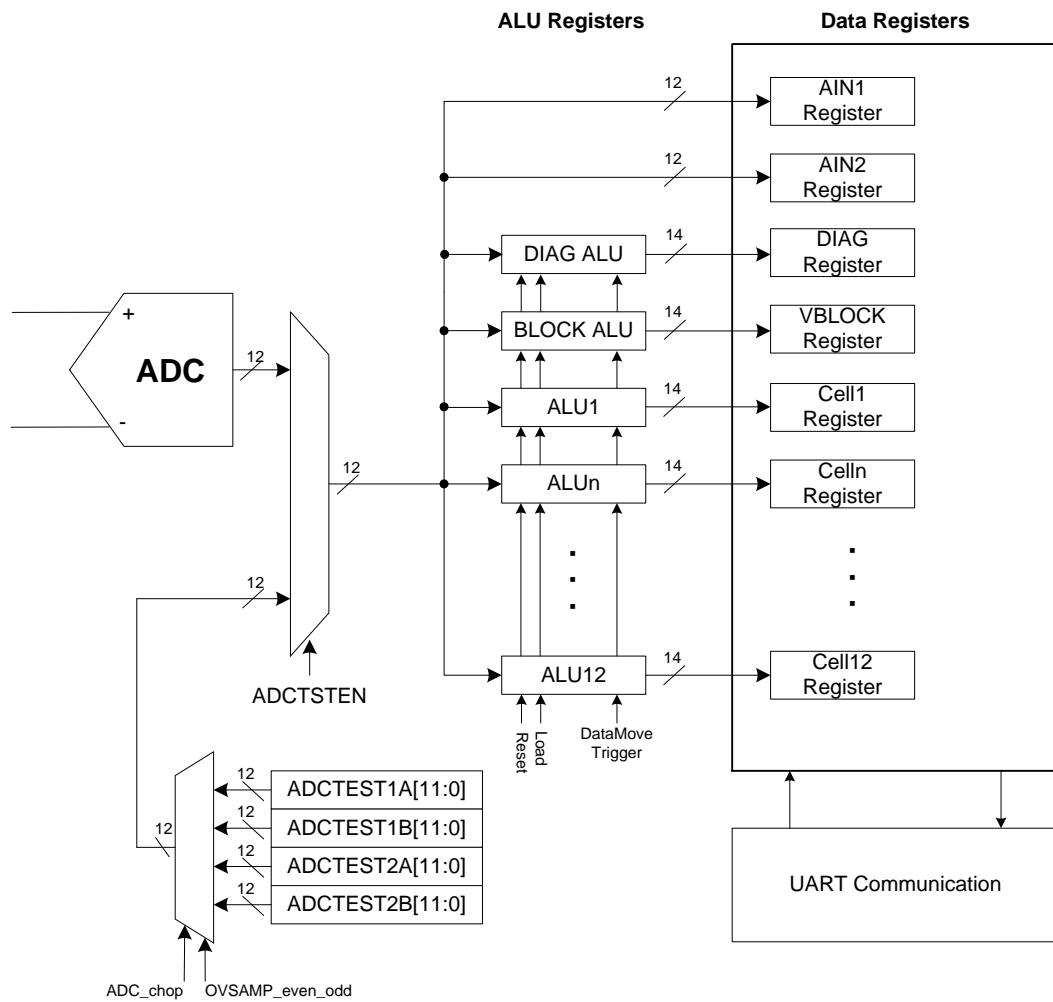 ALU Registers
Data Registers
12
AIN1
Register
12
AIN2
Register
DIAG ALU
14
DIAG
Register
+
-
ADC
12
BLOCK ALU
14
VBLOCK
Register
ALU1
14
Cell1
Register
12
ALUn
14
Celln
Register
12
ADCTSTEN
ALU12
14
Cell12
Register
Reset
Load
DataMove
Trigger
12
ADCTEST1A[11:0]
12
ADCTEST1B[11:0]
12
12
ADCTEST2A[11:0]
12
ADCTEST2B[11:0]
UART Communication
ADC_chop
OVSAMP_even_odd